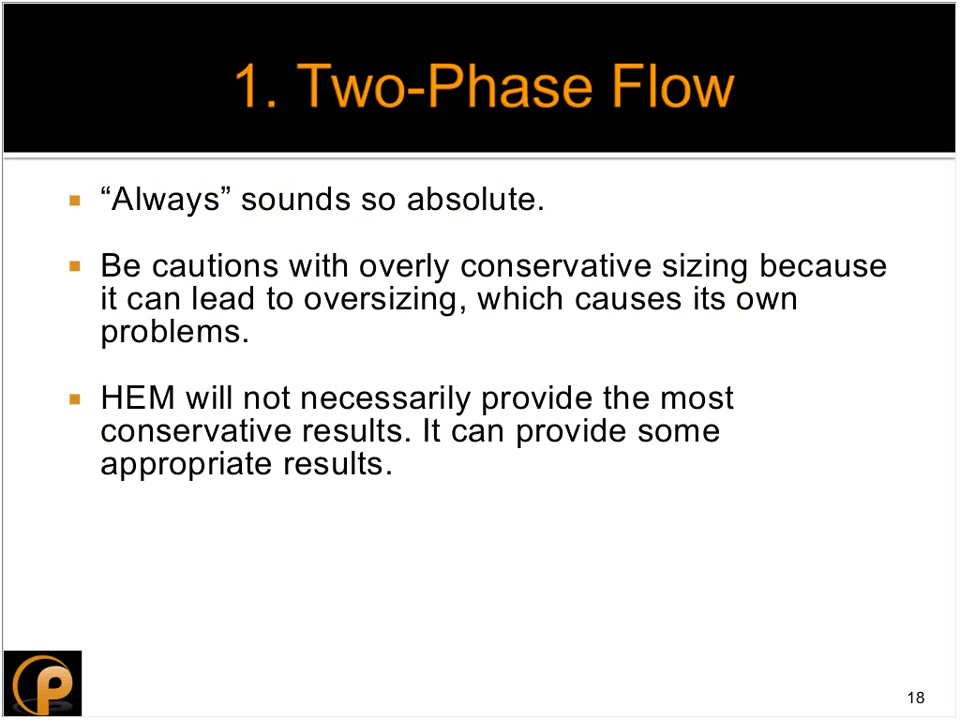 1. Two-Phase Flow
“Always” sounds so absolute.
Be cautions with overly conservative sizing because
it can lead to oversizing, which causes its own
problems.
HEM will not necessarily provide the most
conservative results. It can provide some
appropriate results.
P
18